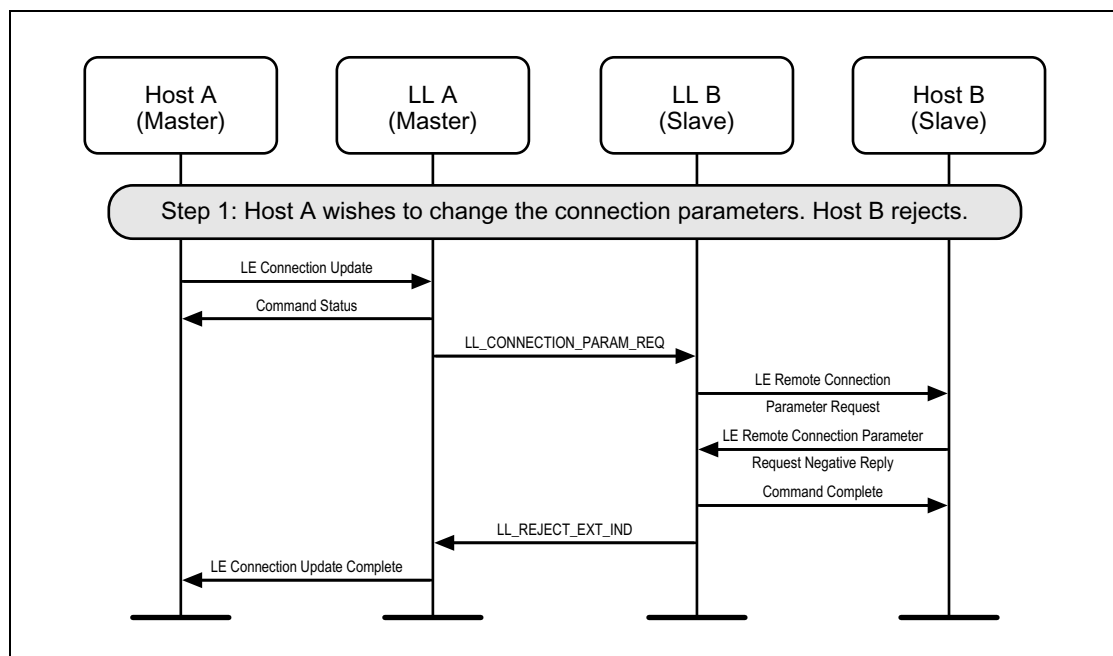 Host A
(Master)
LL A
(Master)
LL B
(Slave)
Host B
(Slave)
Step 1: Host A wishes to change the connection parameters. Host B rejects.
LE Connection Update
Command Status
LL_CONNECTION_PARAM_REQ
LE Remote Connection
Parameter Request
LE Remote Connection Parameter
Request Negative Reply
Command Complete
LL_REJECT_EXT_IND
LE Connection Update Complete